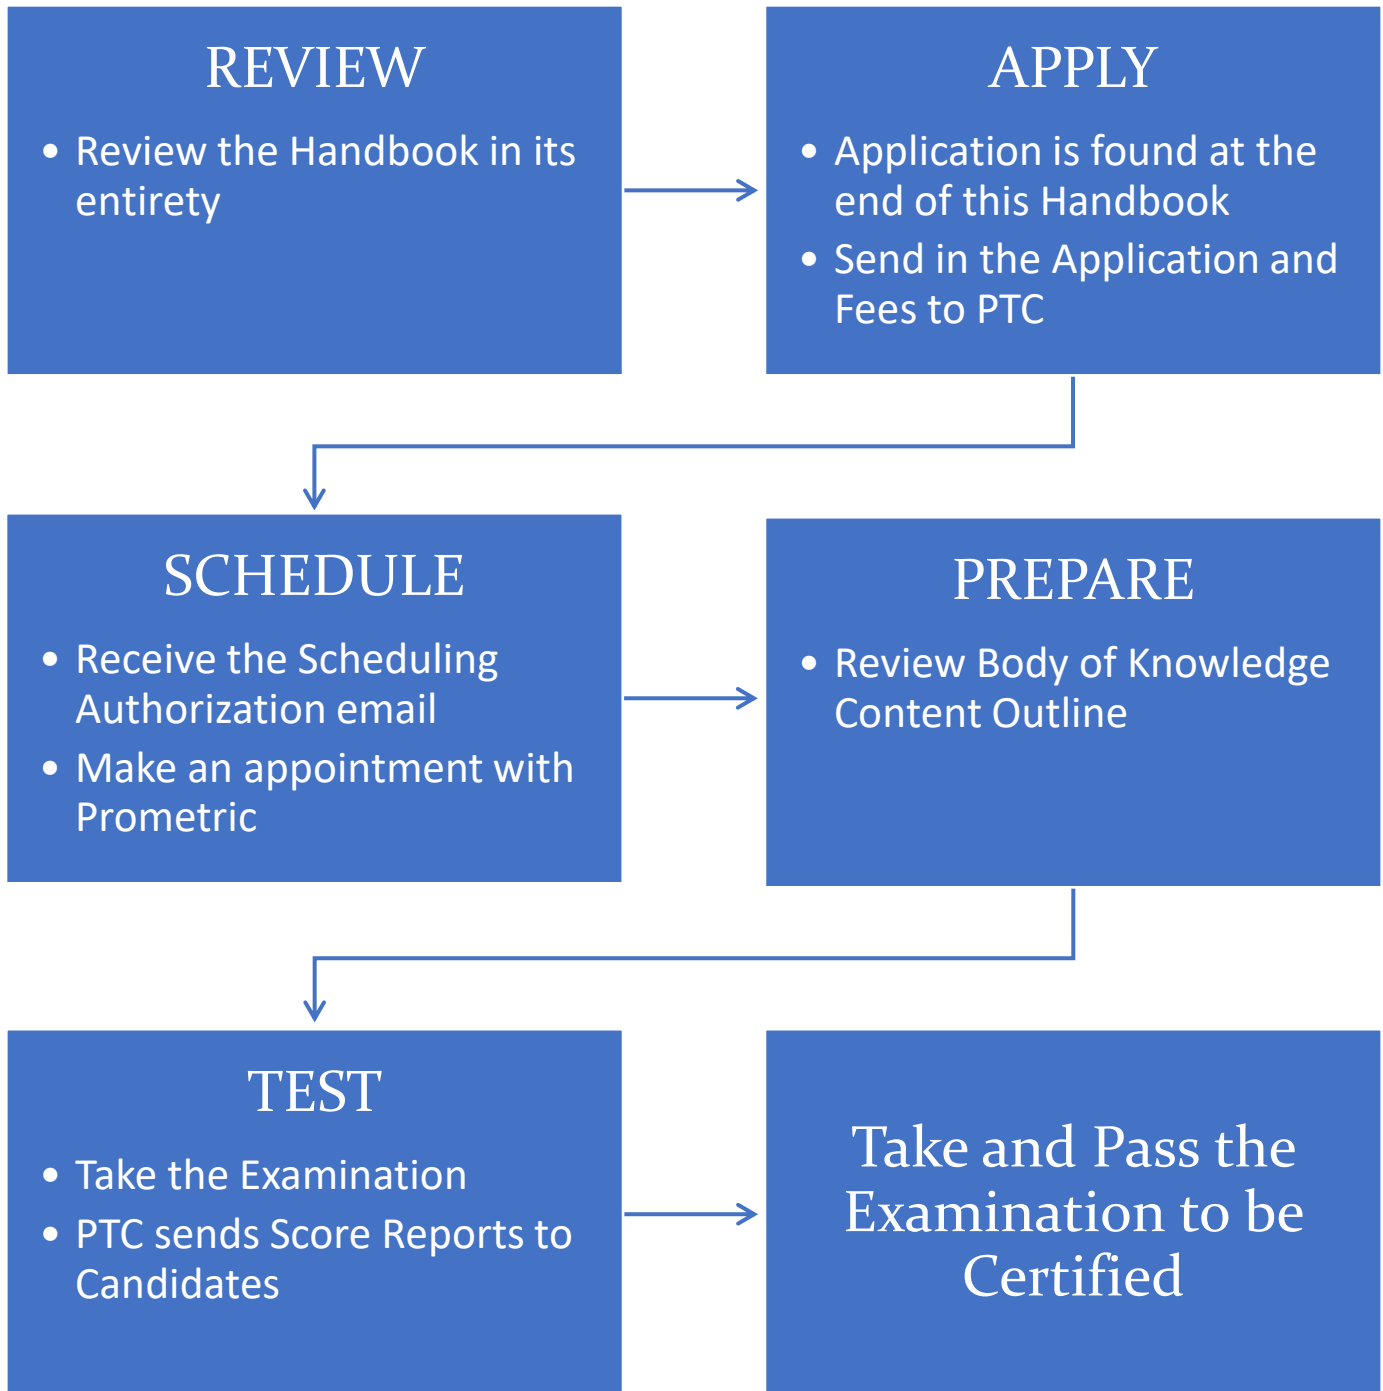 REVIEW
• Review the Handbook in its
entirety
APPLY
• Application is found at the
end of this Handbook
• Send in the Application and
Fees to PTC
SCHEDULE
• Receive the Scheduling
Authorization email
• Make an appointment with
Prometric
PREPARE
• Review Body of Knowledge
Content Outline
TEST
• Take the Examination
• PTC sends Score Reports to
Candidates
Take and Pass the
Examination to be
Certified